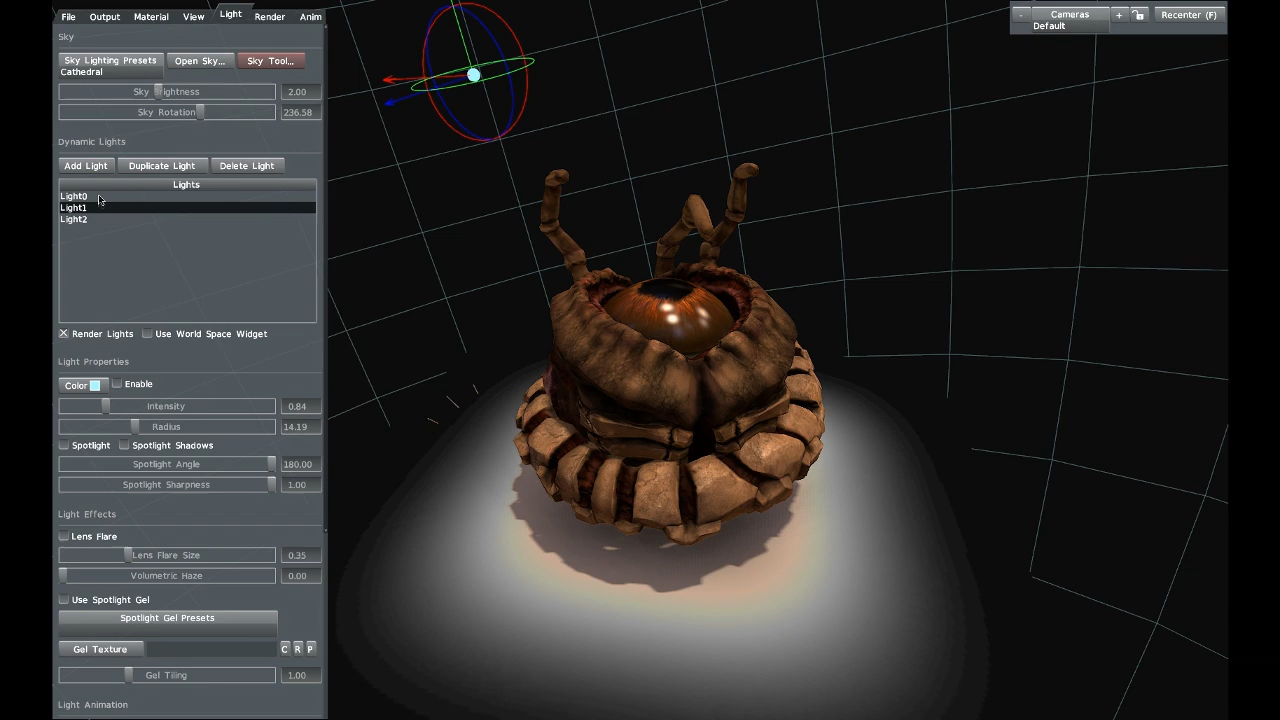 File Output Material View Light Render Anim
- Cameras + Recenter (F)
Default
Sky
Sky Lighting Presets Open Sky... Sky Tool...
Cathedral
Sky Brightness 2.00
Sky Rotation 236.58
Dynamic Lights
Add Light Duplicate Light Delete Light
Lights
Light0
Light1
Light2
X Render Lights Use World Space Widget
Light Properties
Color Enable
Intensity 0.84
Radius 14.19
Spotlight Spotlight Shadows
Spotlight Angle 180.00
Spotlight Sharpness 1.00
Light Effects
Lens Flare
Lens Flare Size 0.35
Volumetric Haze 0.00
Use Spotlight Gel
Spotlight Gel Presets
Gel Texture C R P
Gel Tiling 1.00
Light Animation